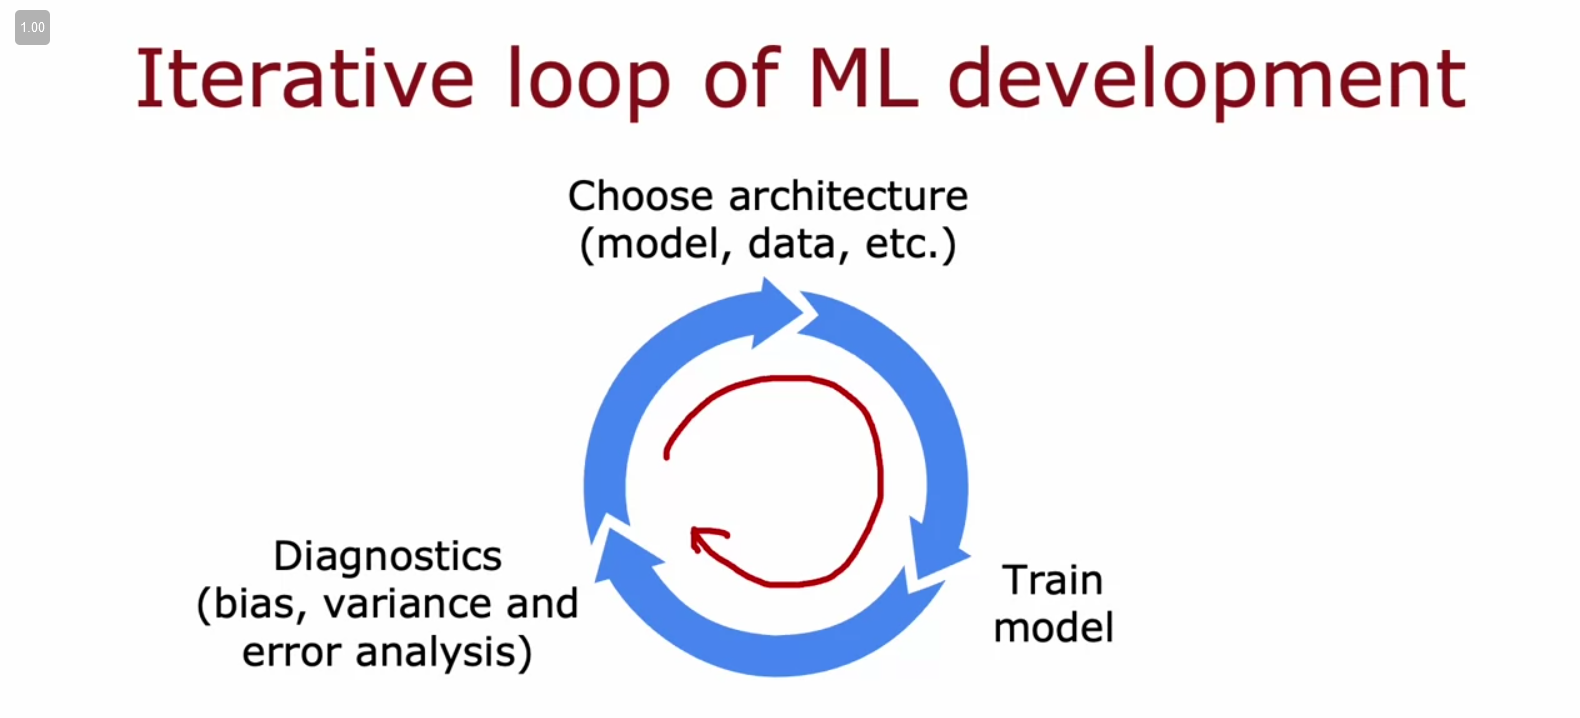 1.00
Iterative loop of ML development
Choose architecture
(model, data, etc.)
Diagnostics
(bias, variance and
error analysis)
Train
model